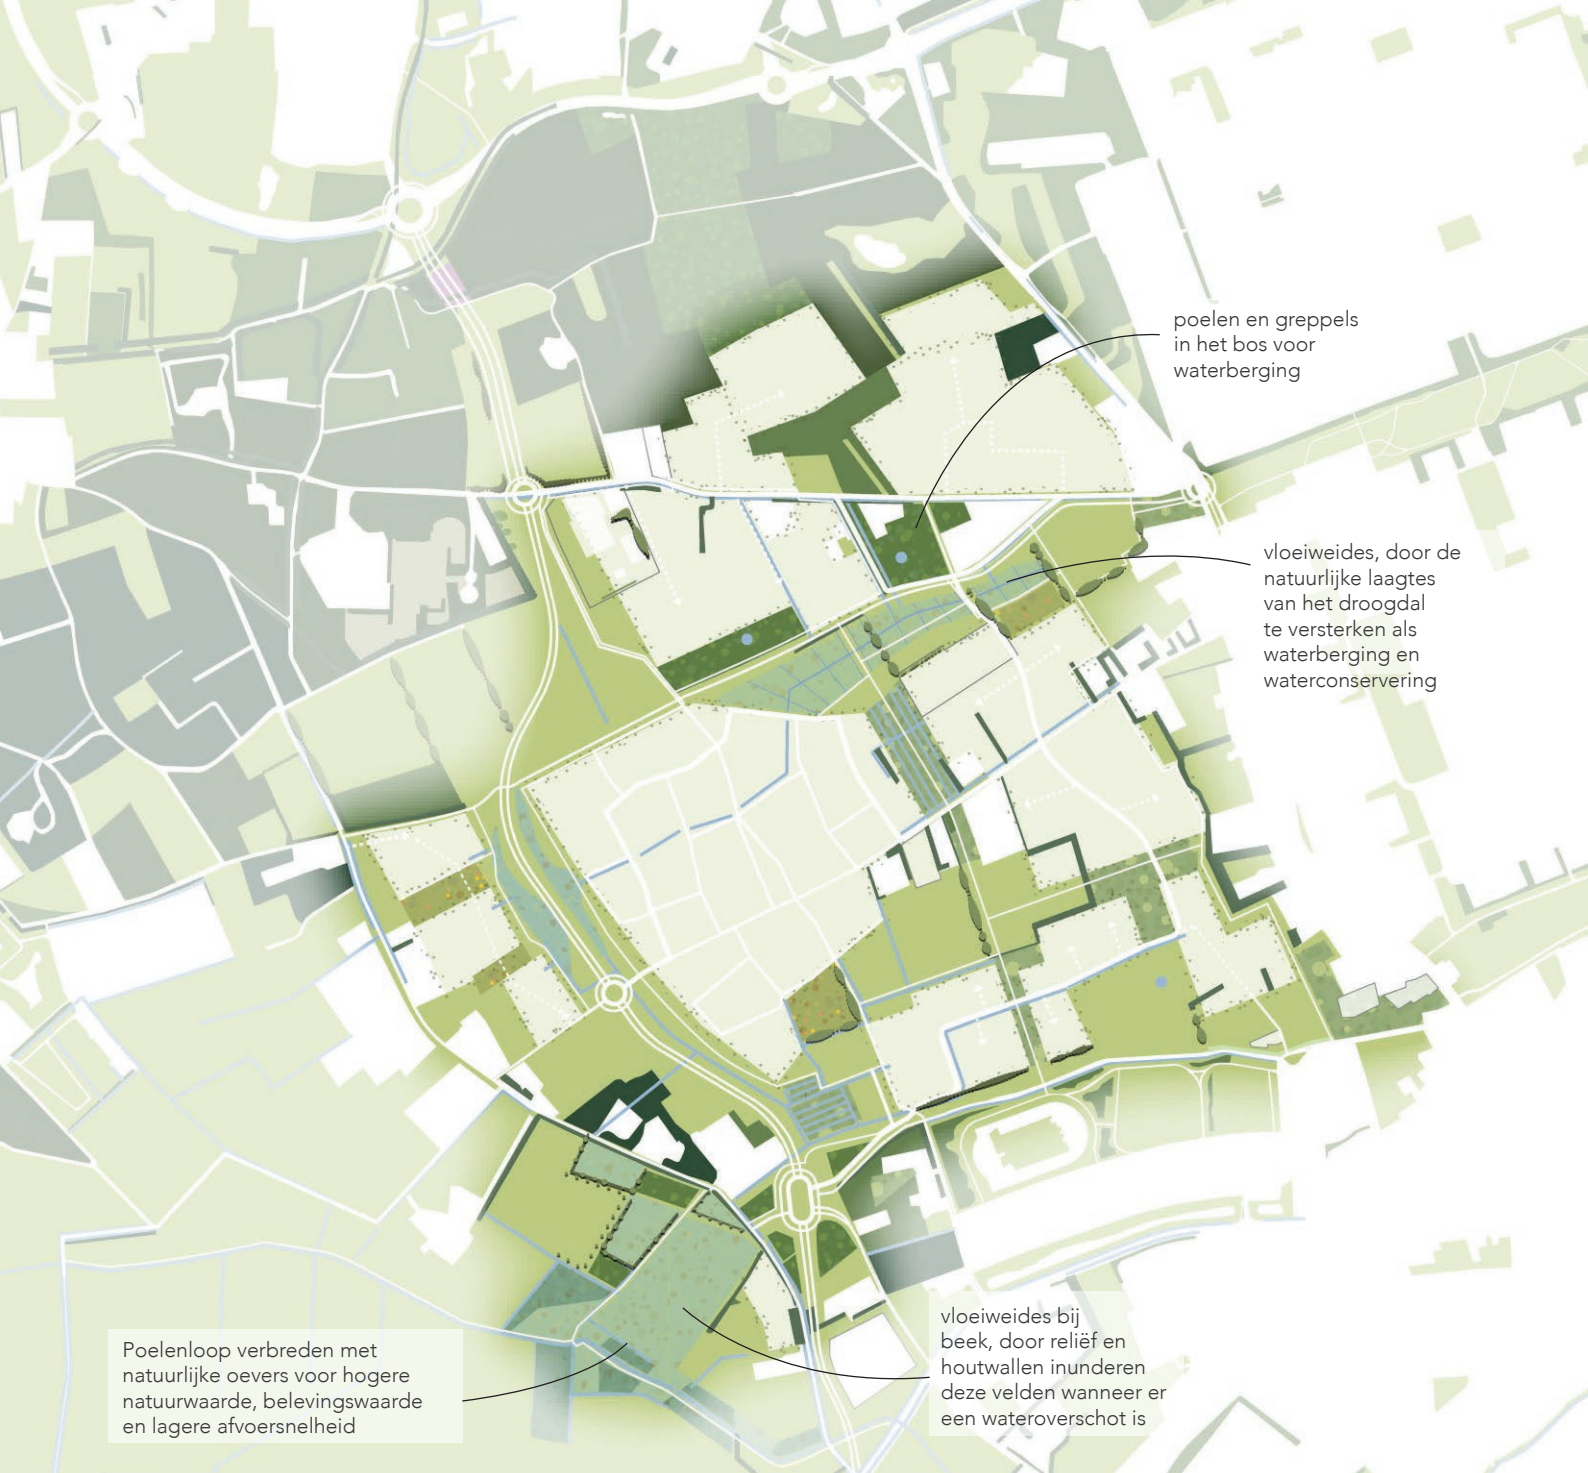 poelen en greppels
in het bos voor
waterberging
vloeiweides, door de
natuurlijke laagtes
van het droogdal
te versterken als
waterberging en
waterconservering
vloeiweides bij
beek, door reliëf en
houtwallen inunderen
deze velden wanneer er
een wateroverschot is
Poelenloop verbreden met
natuurlijke oevers voor hogere
natuurwaarde, belevingswaarde
en lagere afvoersnelheid